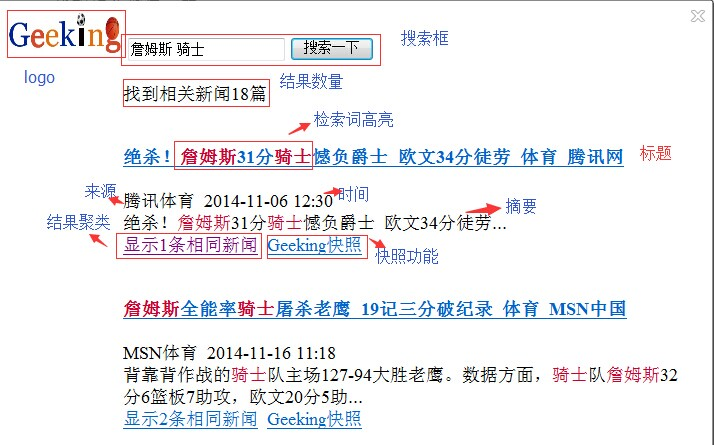 Geeking
logo
詹姆斯 骑士
搜索一下
搜索框
找到相关新闻18篇
结果数量
检索词高亮
绝杀！詹姆斯31分骑士憾负爵士 欧文34分徒劳_体育_腾讯网
标题
来源
腾讯体育 2014-11-06 12:30
时间
绝杀！詹姆斯31分骑士憾负爵士 欧文34分徒劳...
摘要
结果聚类
显示1条相同新闻 Geeking快照
快照功能
詹姆斯全能率骑士屠杀老鹰 19记三分破纪录_体育_MSN中国
MSN体育 2014-11-16 11:18
背靠背作战的骑士队主场127-94大胜老鹰。数据方面，骑士队詹姆斯32
分6篮板7助攻，欧文20分5助...
显示2条相同新闻 Geeking快照